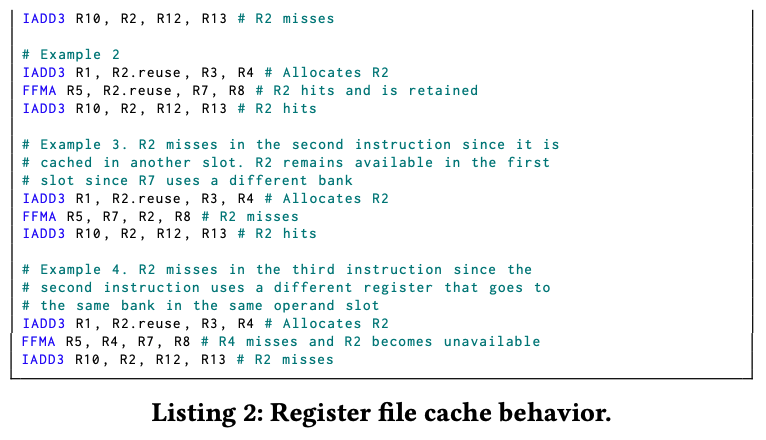 IADD3 R10, R2, R12, R13 # R2 misses
# Example 2
IADD3 R1, R2.reuse, R3, R4 # Allocates R2
FFMA R5, R2.reuse, R7, R8 # R2 hits and is retained
IADD3 R10, R2, R12, R13 # R2 hits
# Example 3. R2 misses in the second instruction since it is
# cached in another slot. R2 remains available in the first
# slot since R7 uses a different bank
IADD3 R1, R2.reuse, R3, R4 # Allocates R2
FFMA R5, R7, R2, R8 # R2 misses
IADD3 R10, R2, R12, R13 # R2 hits
# Example 4. R2 misses in the third instruction since the
# second instruction uses a different register that goes to
# the same bank in the same operand slot
IADD3 R1, R2.reuse, R3, R4 # Allocates R2
FFMA R5, R4, R7, R8 # R4 misses and R2 becomes unavailable
IADD3 R10, R2, R12, R13 # R2 misses
Listing 2: Register file cache behavior.